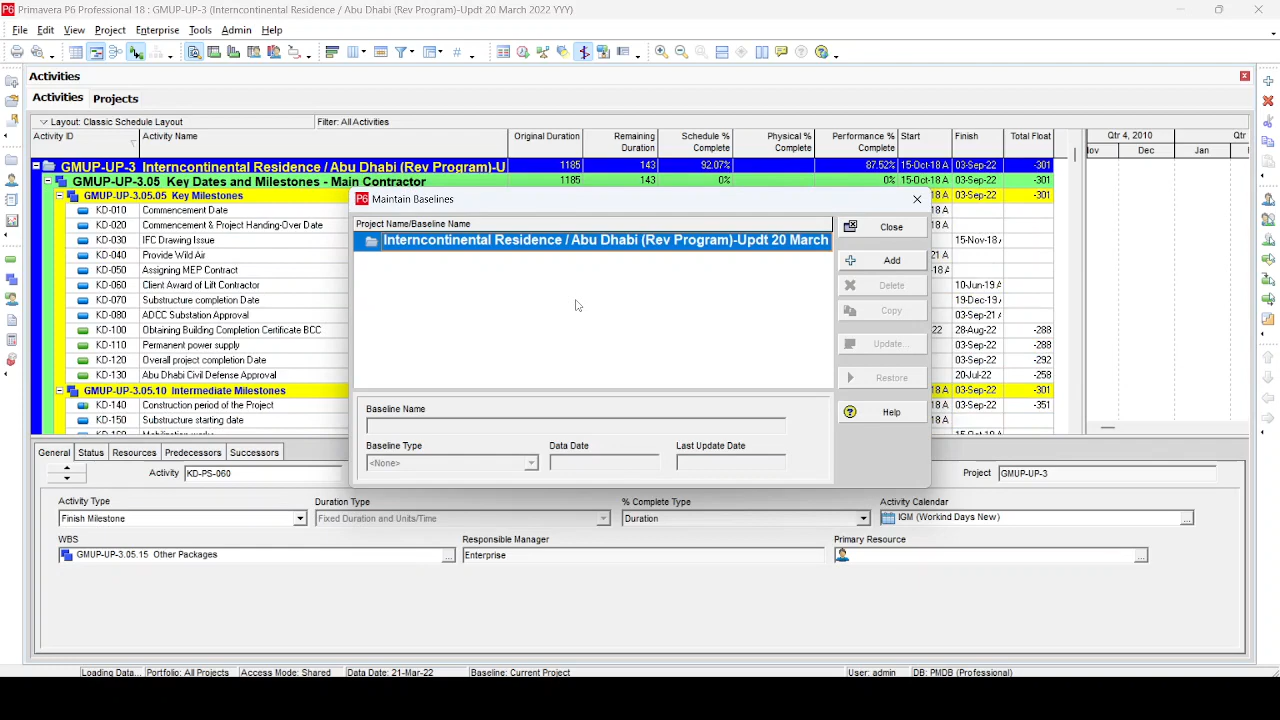 Primavera P6 Professional 18 : GMUP-UP-3 (Interncontinental Residence / Abu Dhabi (Rev Program)-Updt 20 March 2022 YYY)
File Edit View Project Enterprise Tools Admin Help
Activities
Activities Projects
Layout: Classic Schedule Layout Filter: All Activities
Activity ID Activity Name Original Duration Remaining Duration Schedule % Complete Physical % Complete Performance % Complete Start Finish Total Float Qtr 4, 2010 Qtr
Nov Dec Jan
GMUP-UP-3 Interncontinental Residence / Abu Dhabi (Rev Program)-U 1185 143 92.07% 87.52% 15-Oct-18 A 03-Sep-22 -301
GMUP-UP-3.05 Key Dates and Milestones - Main Contractor 1185 143 0% 0% 15-Oct-18 A 03-Sep-22 -301
GMUP-UP-3.05.05 Key Milestones
KD-010 Commencement Date
KD-020 Commencement & Project Handing-Over Date
KD-030 IFC Drawing Issue 15-Nov-18
KD-040 Provide Wild Air
KD-050 Assigning MEP Contract
KD-060 Client Award of Lift Contractor 10-Jun-19
KD-070 Substructure completion Date 19-Dec-19
KD-080 ADCC Substation Approval 03-Sep-21
KD-100 Obtaining Building Completion Certificate BCC 28-Aug-22 -288
KD-110 Permanent power supply 03-Sep-22 -288
KD-120 Overall project completion Date 03-Sep-22 -292
KD-130 Abu Dhabi Civil Defense Approval 20-Jul-22 -258
GMUP-UP-3.05.10 Intermediate Milestones 03-Sep-22 -301
KD-140 Construction period of the Project 03-Sep-22 -351
KD-150 Substructure starting date
Maintain Baselines
Project Name/Baseline Name
Interncontinental Residence / Abu Dhabi (Rev Program)-Updt 20 March
Close
Add
Delete
Copy
Update...
Restore
Help
Baseline Name
Baseline Type Data Date Last Update Date
<None>
General Status Resources Predecessors Successors
Activity KD-PS-060 Project GMUP-UP-3
Activity Type Duration Type % Complete Type Activity Calendar
Finish Milestone Fixed Duration and Units/Time Duration IGM (Workind Days New)
WBS Responsible Manager Primary Resource
GMUP-UP-3.05.15 Other Packages Enterprise
Loading Data... Portfolio: All Projects Access Mode: Shared Data Date: 21-Mar-22 Baseline: Current Project User: admin DB: PMDB (Professional)